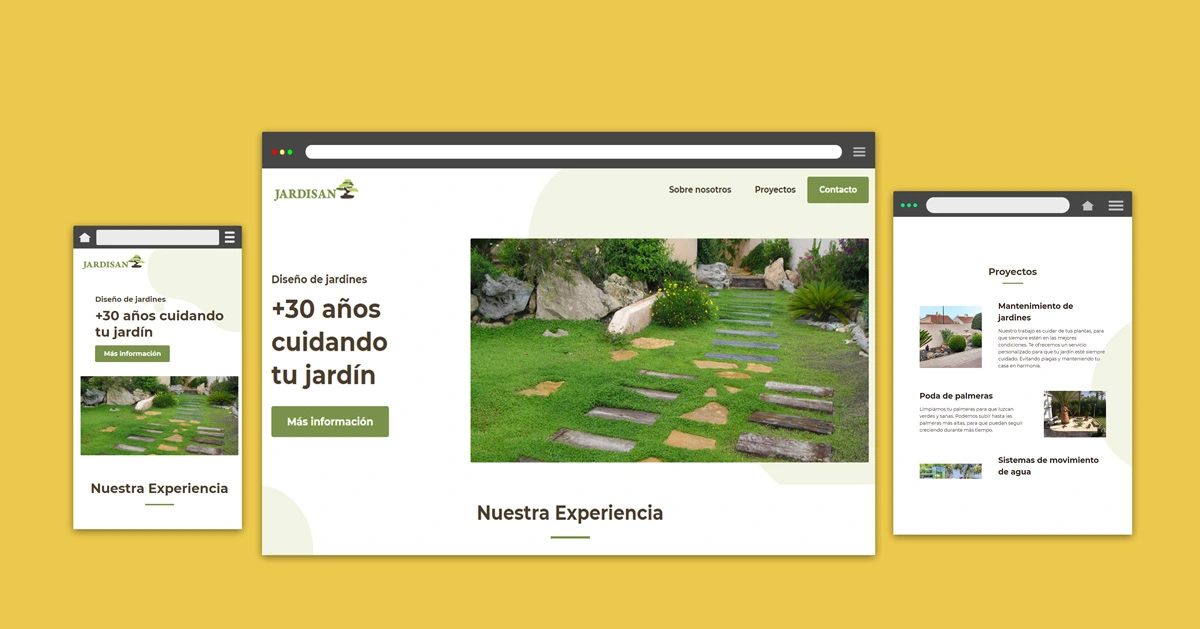 JARDISAN
Diseño de jardines
+30 años cuidando
tu jardín
Más información
Nuestra Experiencia
JARDISAN
Sobre nosotros
Proyectos
Contacto
Diseño de jardines
+30 años
cuidando
tu jardín
Más información
Nuestra Experiencia
Proyectos
Mantenimiento de
jardines
Nuestro trabajo es cuidar de tus plantas, para
que siempre estén en las mejores
condiciones. Te ofrecemos un servicio
personalizado para que tu jardín esté siempre
cuidado. Evitando plagas y manteniendo tu
casa en harmonía.
Poda de palmeras
Limpiamos tu palmeras para que luzcan
verdes y sanas. Podemos subir hasta las
palmeras más altas, para que puedan seguir
creciendo durante más tiempo.
Sistemas de movimiento
de agua